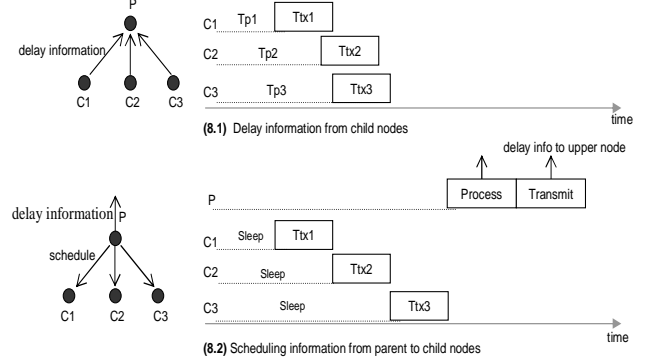 P
delay information
C1 C2 C3
C1 Tp1 Ttx1
C2 Tp2 Ttx2
C3 Tp3 Ttx3
time
(8.1) Delay information from child nodes
delay info to upper node
P Process Transmit
delay information P
schedule
C1 C2 C3
C1 Sleep Ttx1
C2 Sleep Ttx2
C3 Sleep Ttx3
time
(8.2) Scheduling information from parent to child nodes